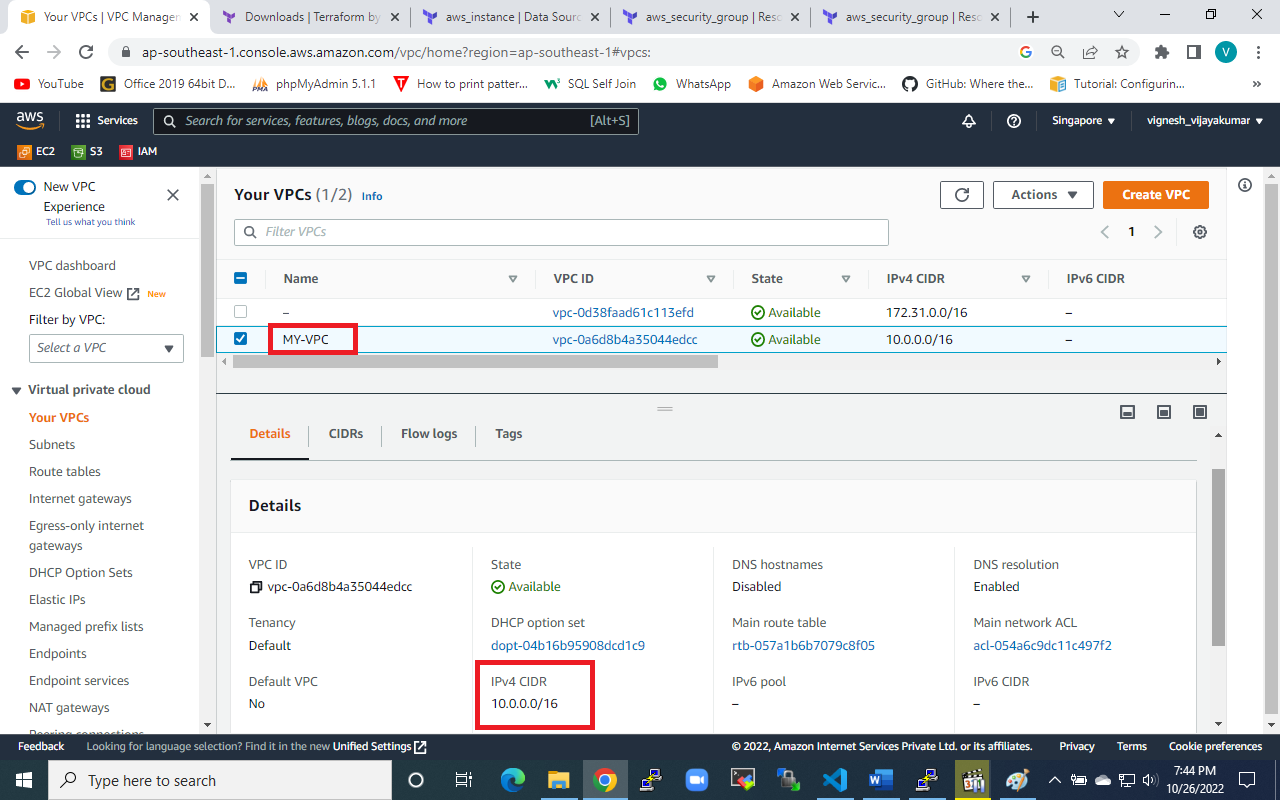 Your VPCs | VPC Managem
Downloads | Terraform by
aws_instance | Data Sourc
aws_security_group | Resc
aws_security_group | Resc
ap-southeast-1.console.aws.amazon.com/vpc/home?region=ap-southeast-1#vpcs:
V
YouTube
Office 2019 64bit D...
phpMyAdmin 5.1.1
How to print patter...
SQL Self Join
WhatsApp
Amazon Web Servic...
GitHub: Where the...
Tutorial: Configurin...
»
aws
Services
Search for services, features, blogs, docs, and more
[Alt+S]
Singapore
vignesh_vijayakumar
EC2
S3
IAM
New VPC
Experience
Tell us what you think
VPC dashboard
EC2 Global View New
Filter by VPC:
Select a VPC
Virtual private cloud
Your VPCs
Subnets
Route tables
Internet gateways
Egress-only internet
gateways
DHCP Option Sets
Elastic IPs
Managed prefix lists
Endpoints
Endpoint services
NAT gateways
Peering connections
Your VPCs (1/2) Info
Actions
Create VPC
Filter VPCs
1
Name VPC ID State IPv4 CIDR IPv6 CIDR
– vpc-0d38faad61c113efd Available 172.31.0.0/16 –
MY-VPC vpc-0a6d8b4a35044edcc Available 10.0.0.0/16 –
Details CIDRs Flow logs Tags
Details
VPC ID State DNS hostnames DNS resolution
vpc-0a6d8b4a35044edcc Available Disabled Enabled
Tenancy DHCP option set Main route table Main network ACL
Default dopt-04b16b95908dcd1c9 rtb-057a1b6b7079c8f05 acl-054a6c9dc11c497f2
Default VPC IPv4 CIDR IPv6 pool IPv6 CIDR
No 10.0.0.0/16 – –
Feedback Looking for language selection? Find it in the new Unified Settings © 2022, Amazon Internet Services Private Ltd. or its affiliates. Privacy Terms Cookie preferences
Type here to search
7:44 PM
10/26/2022